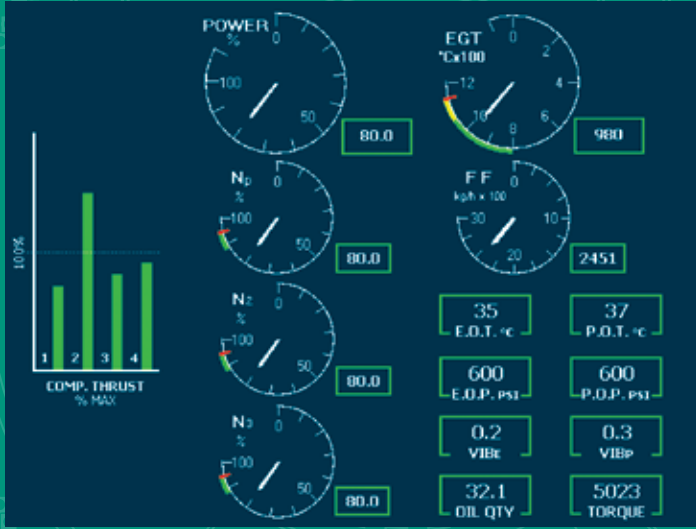 POWER
%
0
50
100
80.0
EGT
°Cx100
0
2
4
6
8
10
12
980
Np
%
0
50
100
80.0
FF
kg/h x 100
0
10
20
30
2451
100%
1 2 3 4
COMP. THRUST
% MAX
N2
%
0
50
100
80.0
N3
%
0
50
100
80.0
35
E.O.T. °C
37
P.O.T. °C
600
E.O.P. PSI
600
P.O.P. PSI
0.2
VIBE
0.3
VIBP
32.1
OIL QTY
5023
TORQUE